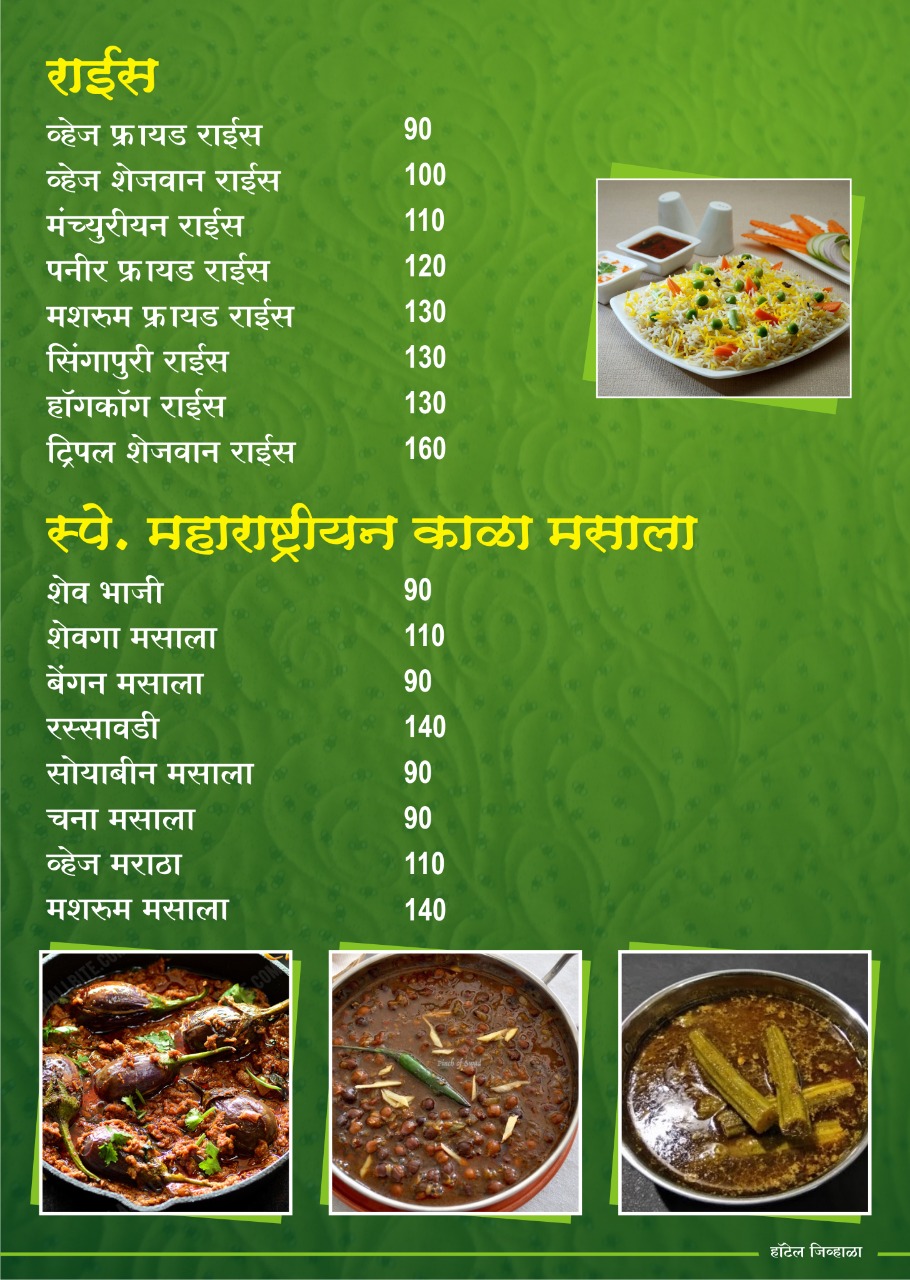 राईस
व्हेज फ्रायड राईस 90
व्हेज शेजवान राईस 100
मंच्युरीयन राईस 110
पनीर फ्रायड राईस 120
मशरुम फ्रायड राईस 130
सिंगापुरी राईस 130
हॉगकॉग राईस 130
ट्रिपल शेजवान राईस 160
स्पे. महाराष्ट्रीयन काळा मसाला
शेव भाजी 90
शेवगा मसाला 110
बेंगन मसाला 90
रस्सावडी 140
सोयाबीन मसाला 90
चना मसाला 90
व्हेज मराठा 110
मशरुम मसाला 140
हॉटेल जिव्हाळा